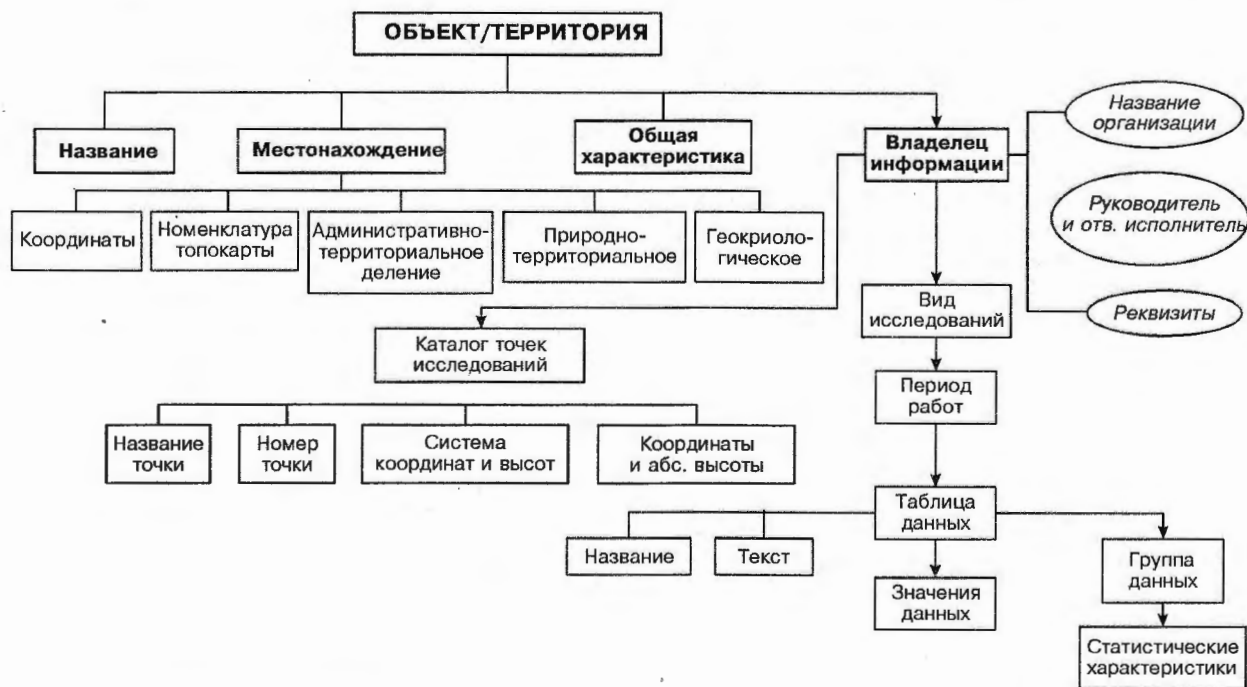 ОБЪЕКТ/ТЕРРИТОРИЯ
Название
Местонахождение
Общая
характеристика
Владелец
информации
Название
организации
Руководитель
и отв. исполнитель
Реквизиты
Координаты
Номенклатура
топокарты
Административно-
территориальное
деление
Природно-
территориальное
Геокриоло-
гическое
Вид
исследований
Каталог точек
исследований
Период
работ
Название
точки
Номер
точки
Система
координат и высот
Координаты
и абс. высоты
Таблица
данных
Название
Текст
Значения
данных
Группа
данных
Статистические
характеристики